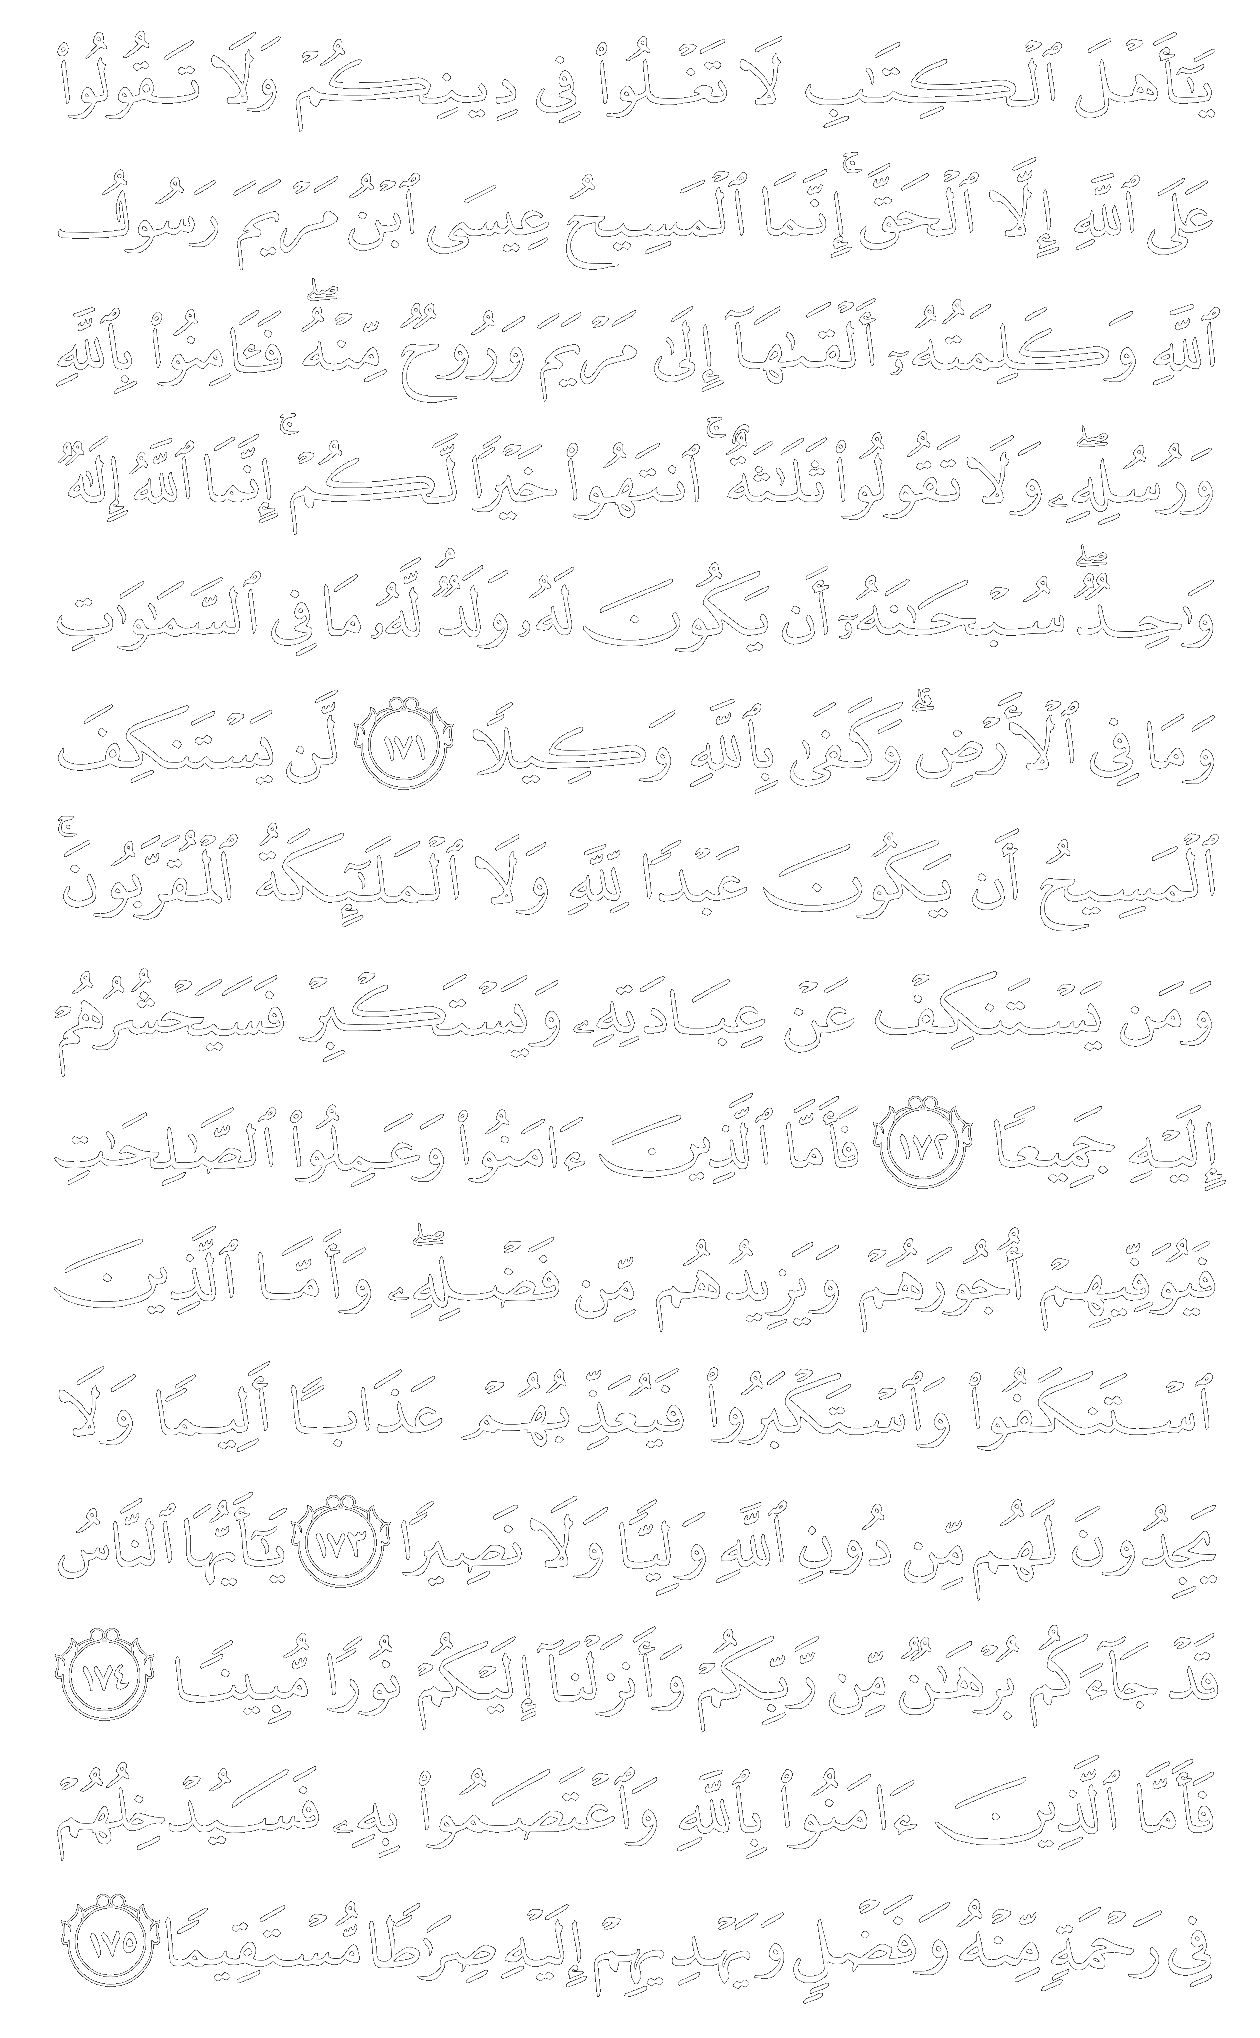 يَٰٓأَهۡلَ ٱلۡكِتَٰبِ لَا تَغۡلُواْ فِي دِينِكُمۡ وَلَا تَقُولُواْ
عَلَى ٱللَّهِ إِلَّا ٱلۡحَقَّۚ إِنَّمَا ٱلۡمَسِيحُ عِيسَى ٱبۡنُ مَرۡيَمَ رَسُولُ
ٱللَّهِ وَكَلِمَتُهُۥٓ أَلۡقَىٰهَآ إِلَىٰ مَرۡيَمَ وَرُوحٞ مِّنۡهُۖ فَـَٔامِنُواْ بِٱللَّهِ
وَرُسُلِهِۦۖ وَلَا تَقُولُواْ ثَلَٰثَةٌۚ ٱنتَهُواْ خَيۡرٗا لَّكُمۡۚ إِنَّمَا ٱللَّهُ إِلَٰهٞ
وَٰحِدٞۖ سُبۡحَٰنَهُۥٓ أَن يَكُونَ لَهُۥ وَلَدٞۘ لَّهُۥ مَا فِي ٱلسَّمَٰوَٰتِ
وَمَا فِي ٱلۡأَرۡضِۗ وَكَفَىٰ بِٱللَّهِ وَكِيلٗا ١٧١ لَّن يَسۡتَنكِفَ
ٱلۡمَسِيحُ أَن يَكُونَ عَبۡدٗا لِّلَّهِ وَلَا ٱلۡمَلَٰٓئِكَةُ ٱلۡمُقَرَّبُونَۚ
وَمَن يَسۡتَنكِفۡ عَنۡ عِبَادَتِهِۦ وَيَسۡتَكۡبِرۡ فَسَيَحۡشُرُهُمۡ
إِلَيۡهِ جَمِيعٗا ١٧٢ فَأَمَّا ٱلَّذِينَ ءَامَنُواْ وَعَمِلُواْ ٱلصَّٰلِحَٰتِ
فَيُوَفِّيهِمۡ أُجُورَهُمۡ وَيَزِيدُهُم مِّن فَضۡلِهِۦۖ وَأَمَّا ٱلَّذِينَ
ٱسۡتَنكَفُواْ وَٱسۡتَكۡبَرُواْ فَيُعَذِّبُهُمۡ عَذَابًا أَلِيمٗا وَلَا
يَجِدُونَ لَهُم مِّن دُونِ ٱللَّهِ وَلِيّٗا وَلَا نَصِيرٗا ١٧٣ يَٰٓأَيُّهَا ٱلنَّاسُ
قَدۡ جَآءَكُم بُرۡهَٰنٞ مِّن رَّبِّكُمۡ وَأَنزَلۡنَآ إِلَيۡكُمۡ نُورٗا مُّبِينٗا ١٧٤
فَأَمَّا ٱلَّذِينَ ءَامَنُواْ بِٱللَّهِ وَٱعۡتَصَمُواْ بِهِۦ فَسَيُدۡخِلُهُمۡ
فِي رَحۡمَةٖ مِّنۡهُ وَفَضۡلٖ وَيَهۡدِيهِمۡ إِلَيۡهِ صِرَٰطٗا مُّسۡتَقِيمٗا ١٧٥